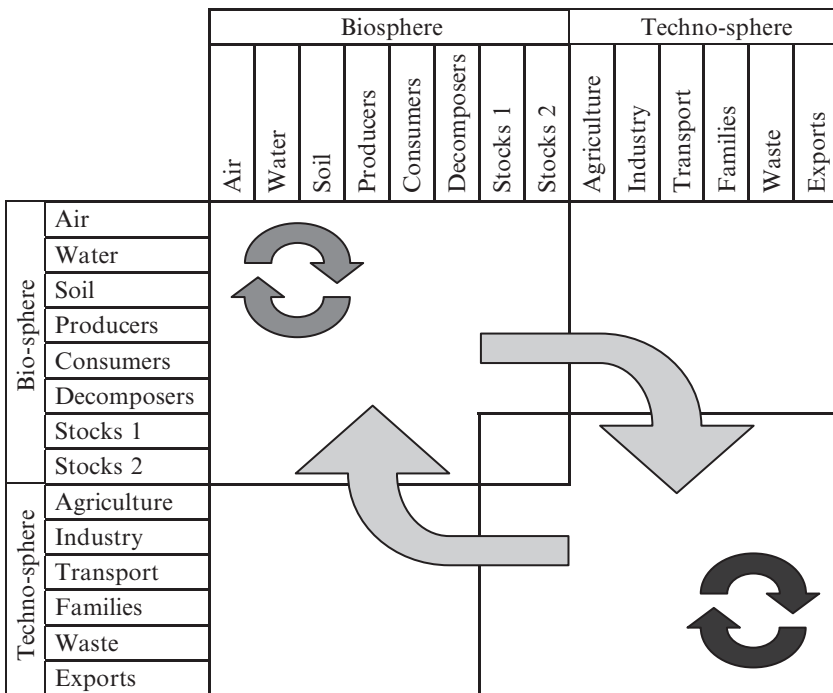 Biosphere Techno-sphere
Air Water Soil Producers Consumers Decomposers Stocks 1 Stocks 2 Agriculture Industry Transport Families Waste Exports
Bio-sphere
Air
Water
Soil
Producers
Consumers
Decomposers
Stocks 1
Stocks 2
Techno-sphere
Agriculture
Industry
Transport
Families
Waste
Exports